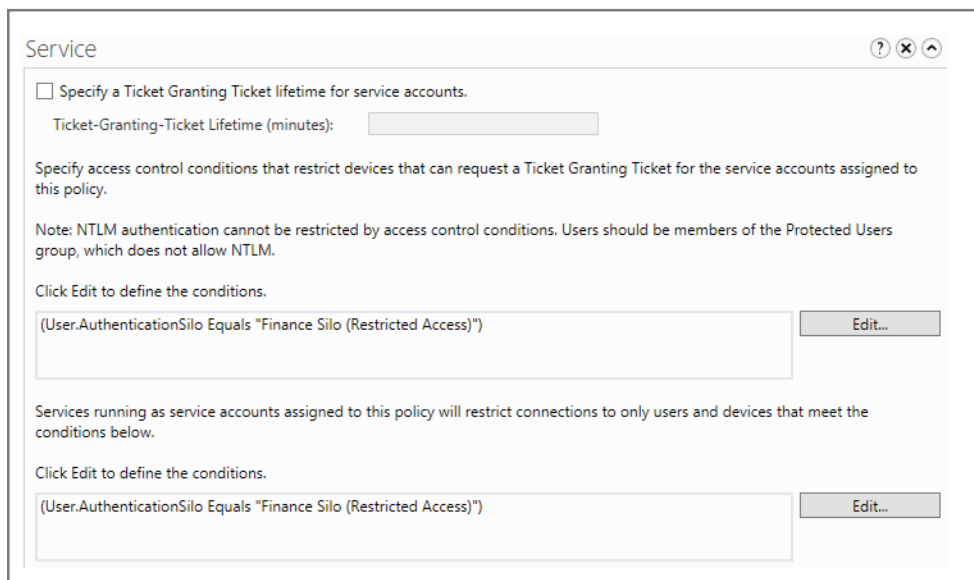 Service
Specify a Ticket Granting Ticket lifetime for service accounts.
Ticket-Granting-Ticket Lifetime (minutes):
Specify access control conditions that restrict devices that can request a Ticket Granting Ticket for the service accounts assigned to
this policy.
Note: NTLM authentication cannot be restricted by access control conditions. Users should be members of the Protected Users
group, which does not allow NTLM.
Click Edit to define the conditions.
(User.AuthenticationSilo Equals "Finance Silo (Restricted Access)")
Edit...
Services running as service accounts assigned to this policy will restrict connections to only users and devices that meet the
conditions below.
Click Edit to define the conditions.
(User.AuthenticationSilo Equals "Finance Silo (Restricted Access)")
Edit...